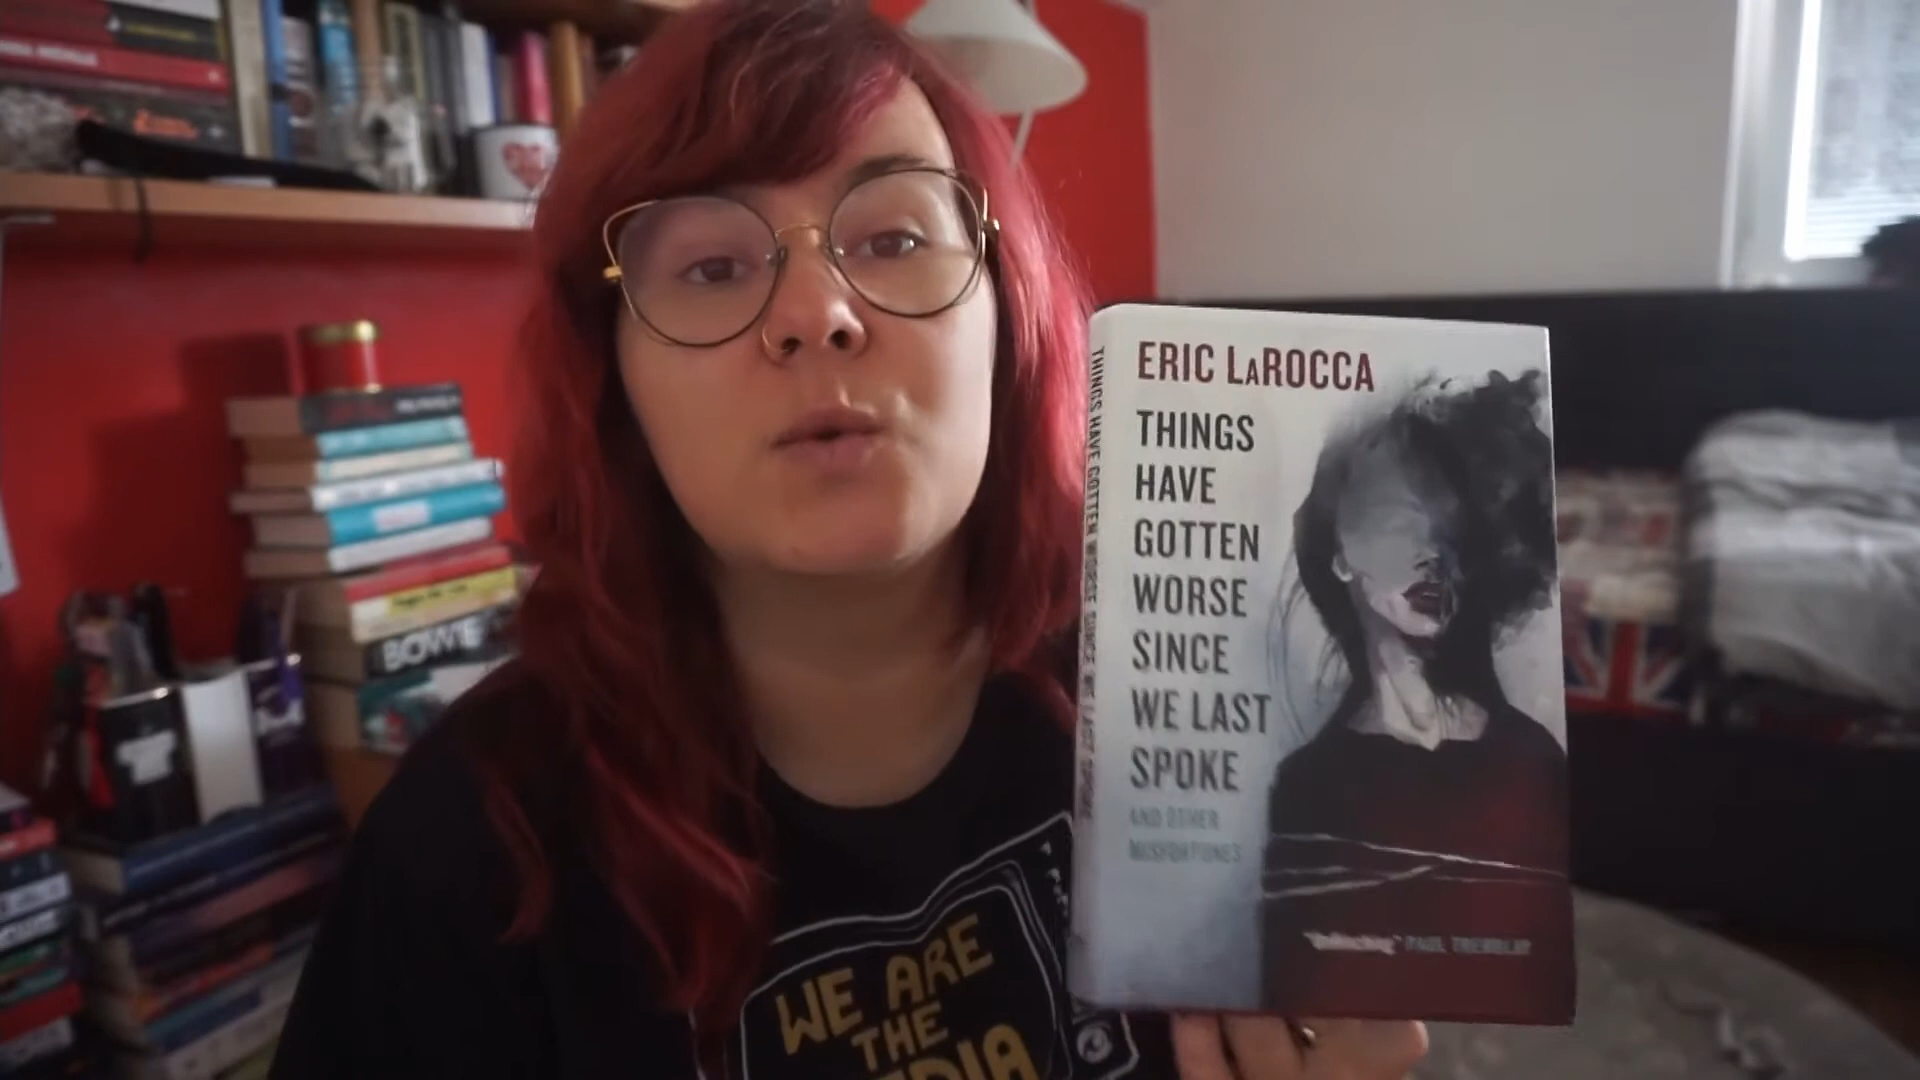 ERIC LAROCCA
THINGS
HAVE
GOTTEN
WORSE
SINCE
WE LAST
SPOKE
AND OTHER
MISFORTUNES
"Unflinching" PAUL TREMBLAY
THINGS HAVE GOTTEN WORSE SINCE WE LAST SPOKE
WE ARE
THE
BOWIE